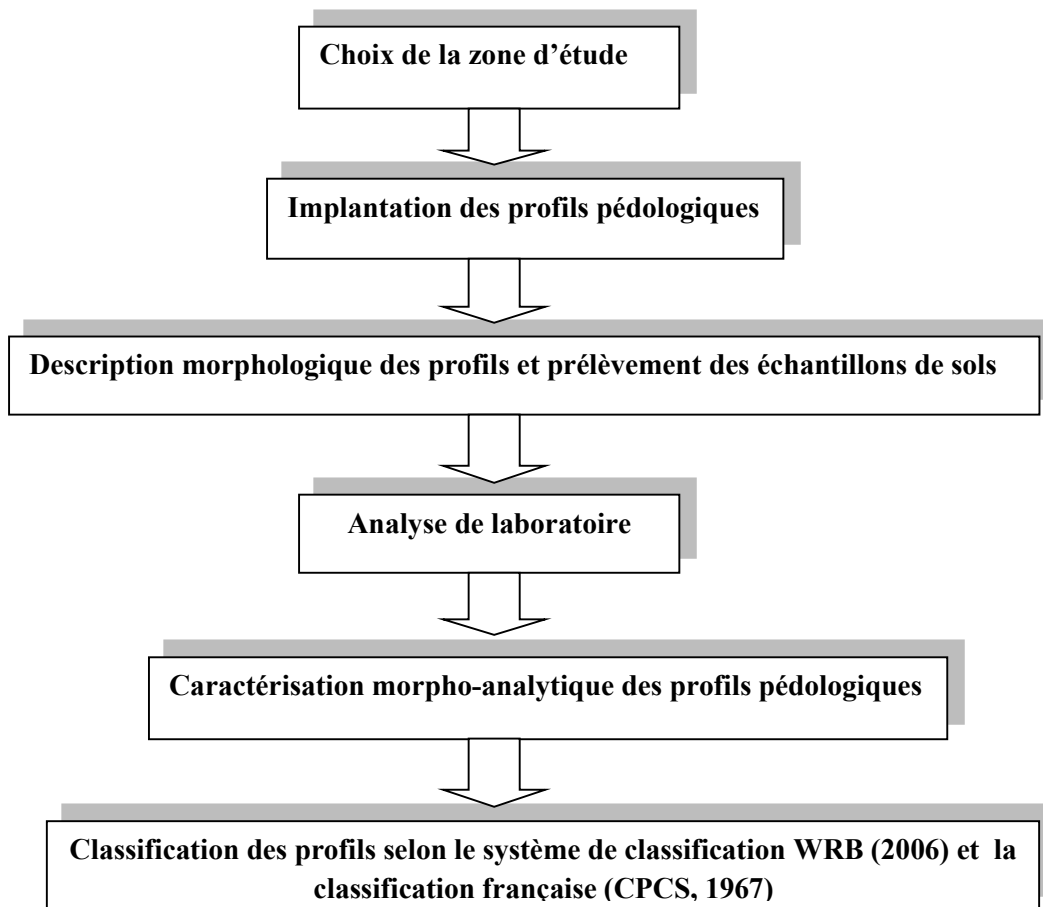 Choix de la zone d’étude
Implantation des profils pédologiques
Description morphologique des profils et prélèvement des échantillons de sols
Analyse de laboratoire
Caractérisation morpho-analytique des profils pédologiques
Classification des profils selon le système de classification WRB (2006) et la
classification française (CPCS, 1967)